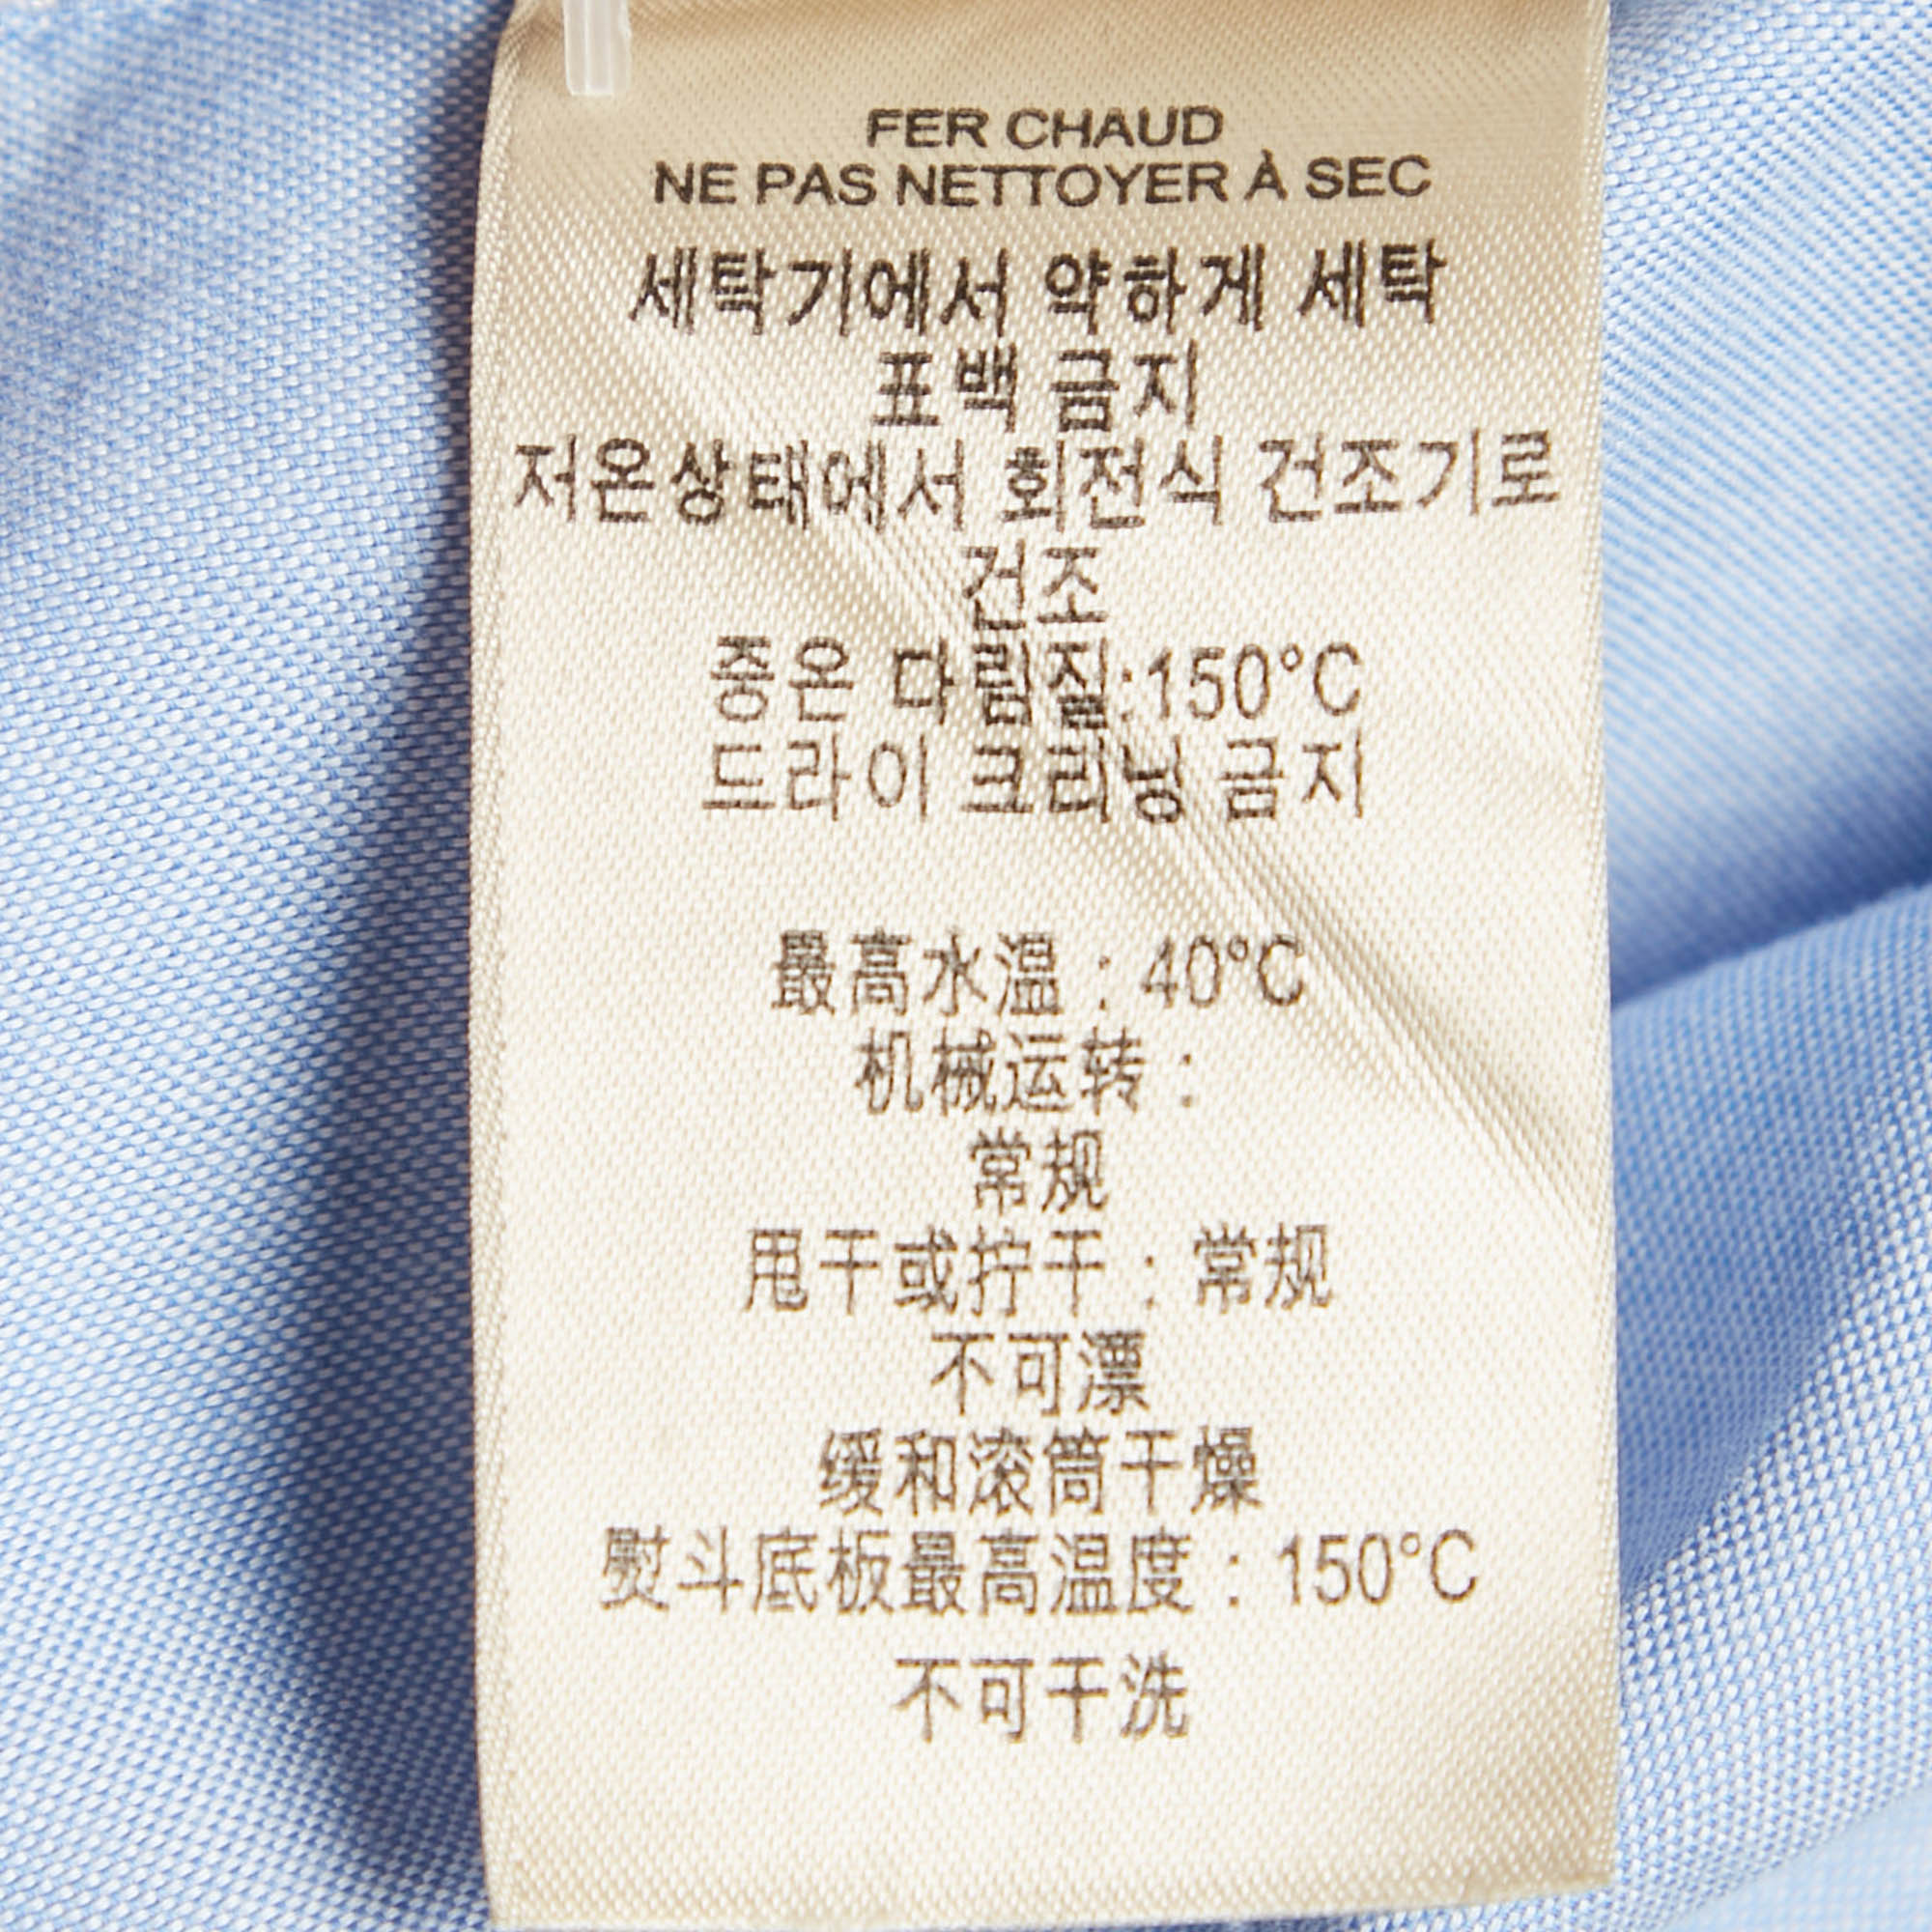 FER CHAUD
NE PAS NETTOYER À SEC
세탁기에서 약하게 세탁
표백 금지
저온상태에서 회전식 건조기로
건조
중온 다림질:150°C
드라이 크리닝 금지
最高水温：40°C
机械运转：
常规
甩干或拧干：常规
不可漂
缓和滚筒干燥
熨斗底板最高温度：150°C
不可干洗